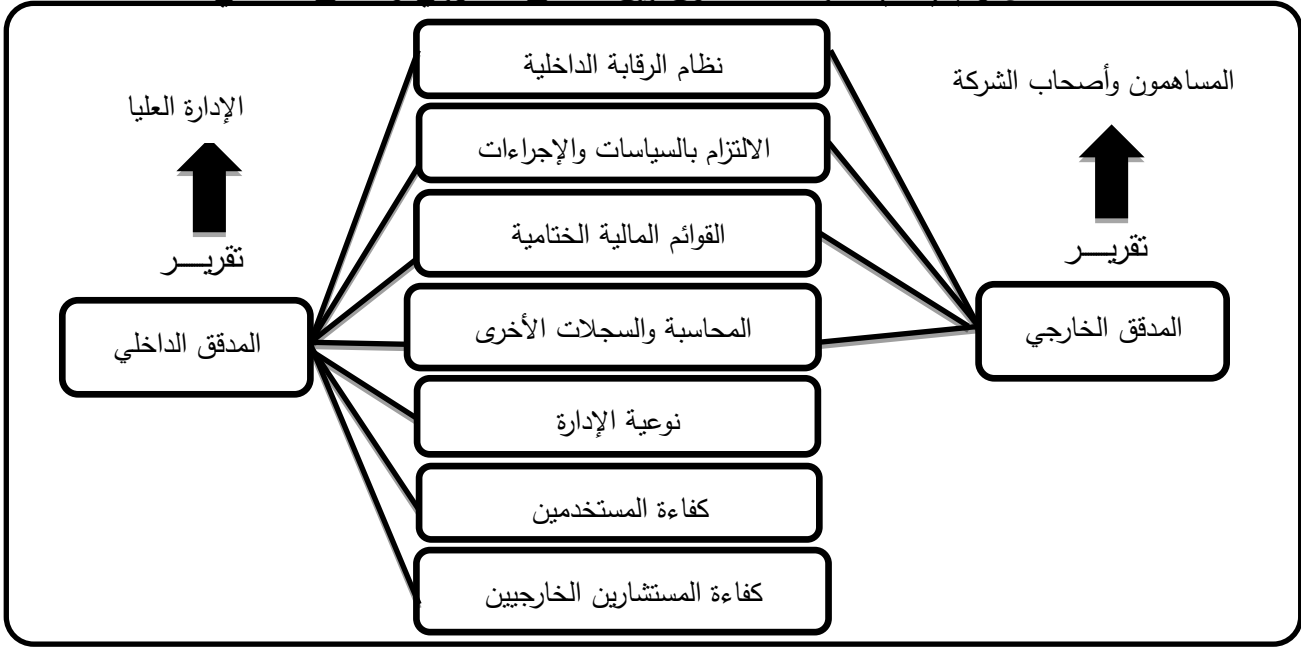 نظام الرقابة الداخلية
المساهمون وأصحاب الشركة
الإدارة العليا
الالتزام بالسياسات والإجراءات
القوائم المالية الختامية
تقريـــر
تقريـــر
المدقق الخارجي
المحاسبة والسجلات الأخرى
المدقق الداخلي
نوعية الإدارة
كفاءة المستخدمين
كفاءة المستشارين الخارجيين